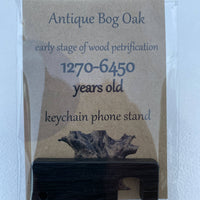 Antique Bog Oak
early stage of wood petrification
1270-6450
years old
keychain phone stand